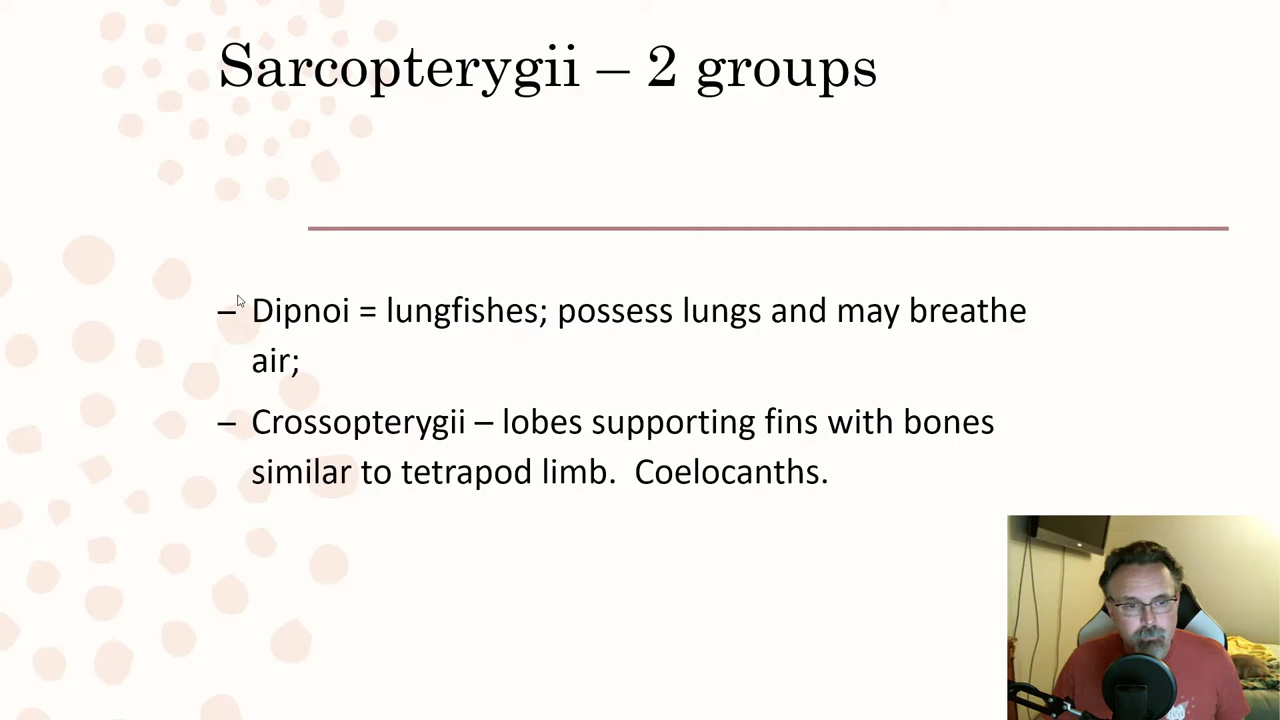 Sarcopterygii – 2 groups
– Dipnoi = lungfishes; possess lungs and may breathe
air;
– Crossopterygii – lobes supporting fins with bones
similar to tetrapod limb.  Coelocanths.